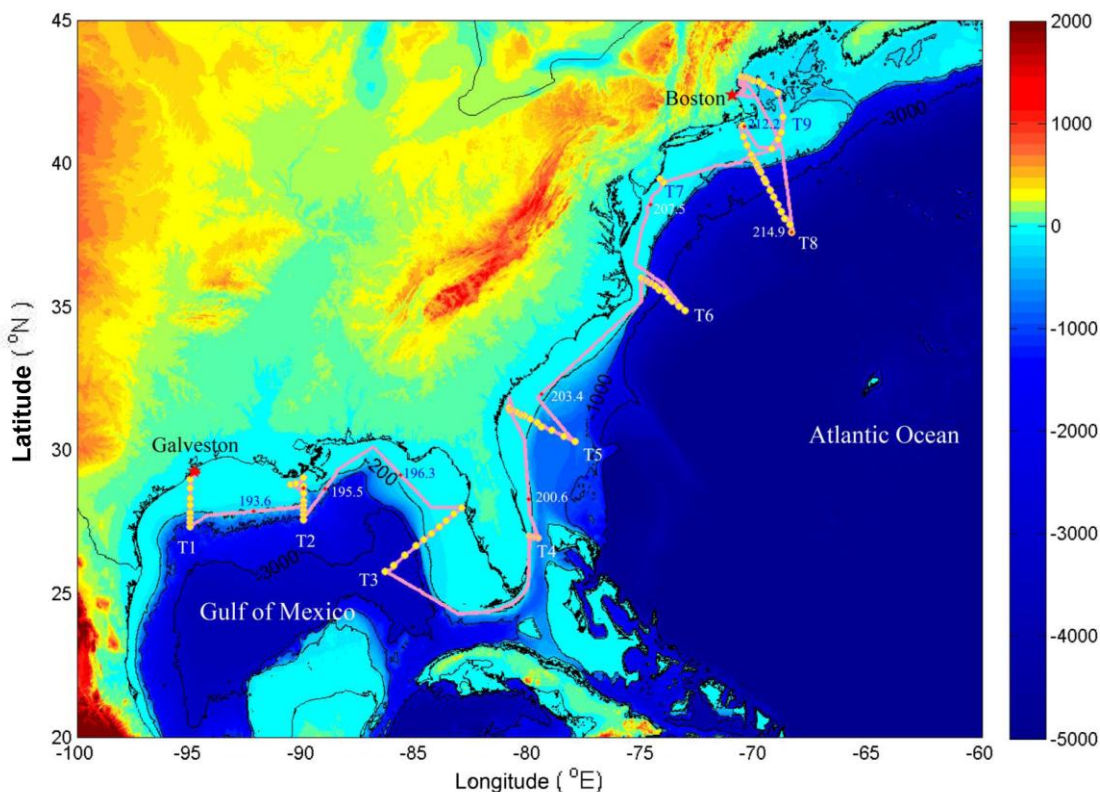 45
40
35
30
25
20
Latitude ( °N)
-100
-95
-90
-85
-80
-75
-70
-65
-60
Longitude ( °E)
2000
1000
0
-1000
-2000
-3000
-4000
-5000
Boston
212.2
T9
-3000
T7
207.5
214.9
T8
T6
203.4
1000
Atlantic Ocean
Galveston
-200
196.3
T5
193.6
195.5
200.6
T1
T2
T4
-3000
T3
Gulf of Mexico